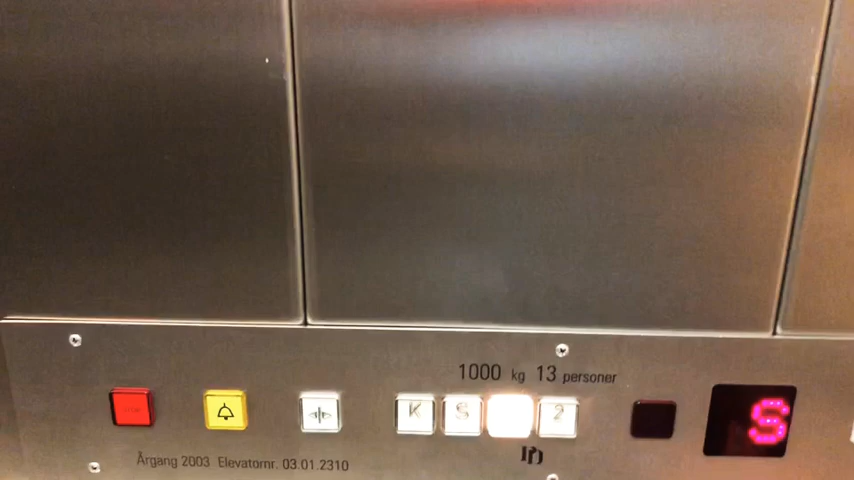 1000 kg 13 personer
K S 2
S
Årgang 2003 Elevatornr. 03.01.2310